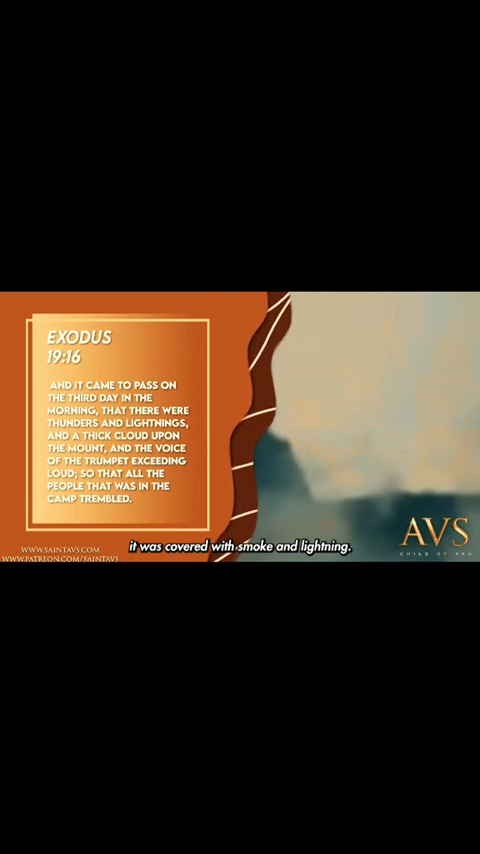 EXODUS
19:16
AND IT CAME TO PASS ON
THE THIRD DAY IN THE
MORNING, THAT THERE WERE
THUNDERS AND LIGHTNINGS,
AND A THICK CLOUD UPON
THE MOUNT, AND THE VOICE
OF THE TRUMPET EXCEEDING
LOUD; SO THAT ALL THE
PEOPLE THAT WAS IN THE
CAMP TREMBLED.
it was covered with smoke and lightning.
WWW.SAINTAVS.COM
WWW.PATREON.COM/SAINTAVS
AVS
CHILD OF YAH